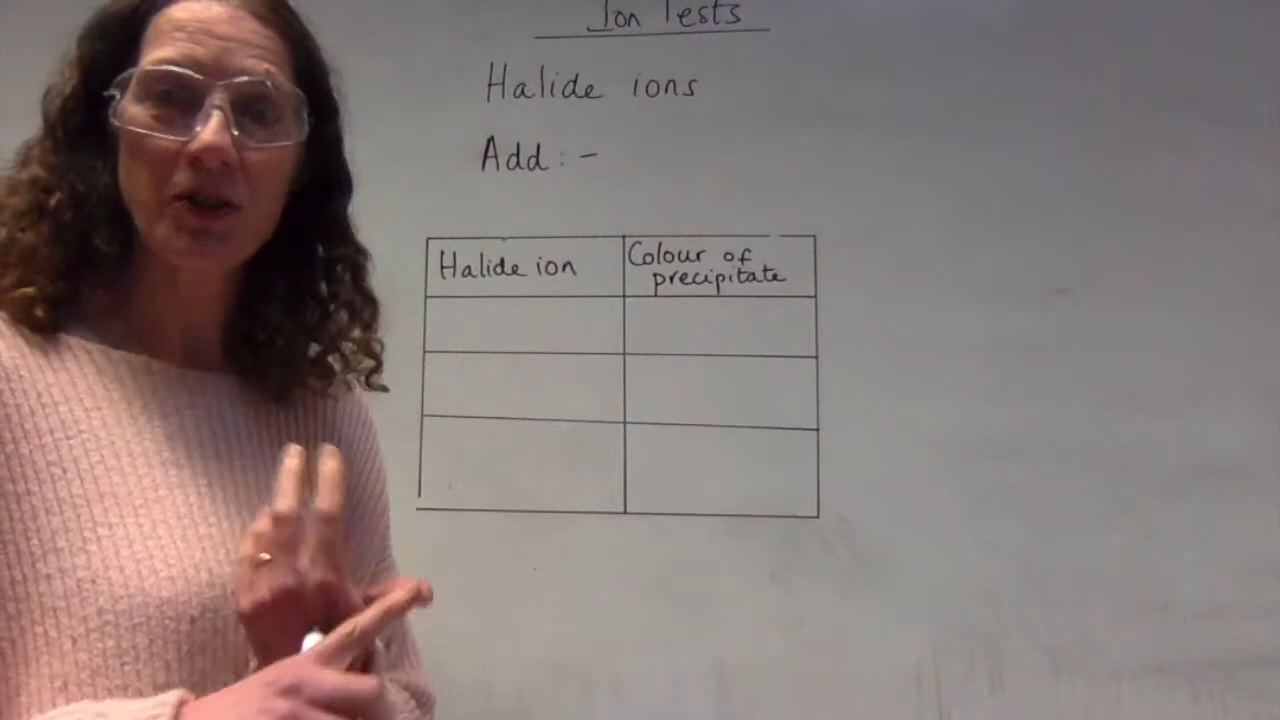 Ion Tests
Halide ions
Add :-
Halide ion
Colour of
precipitate